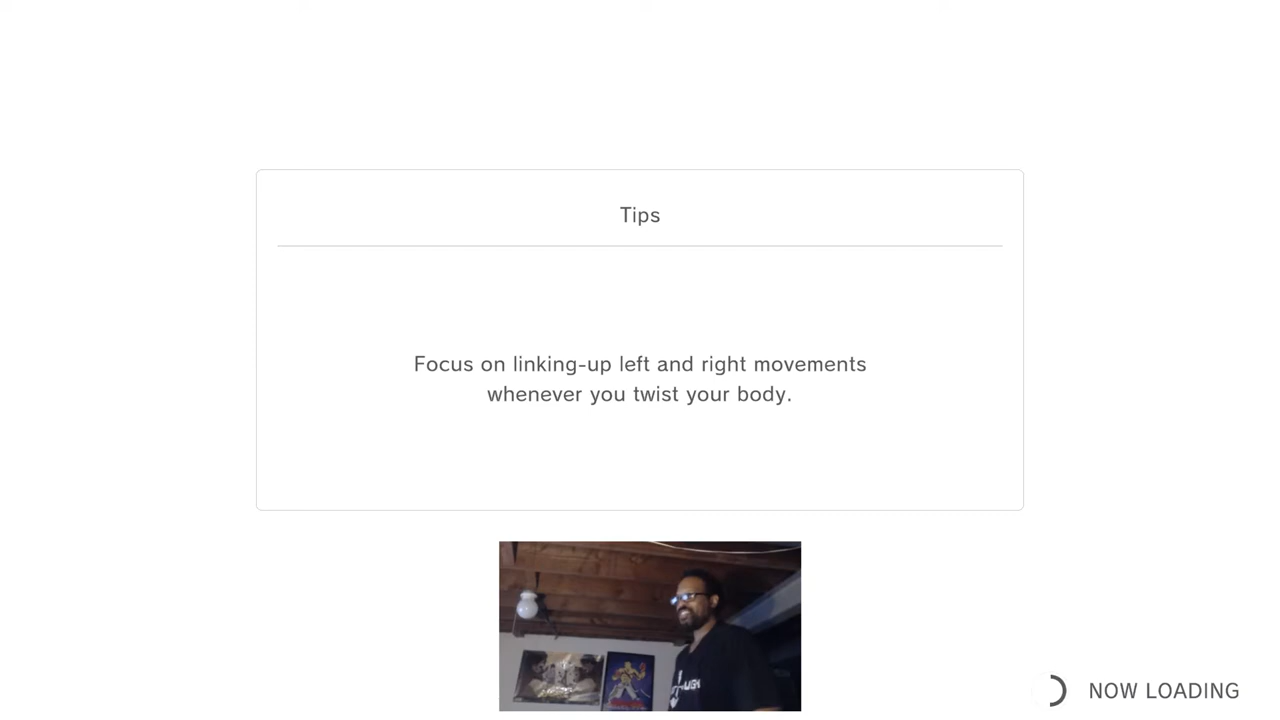 Tips
Focus on linking-up left and right movements
whenever you twist your body.
NOW LOADING